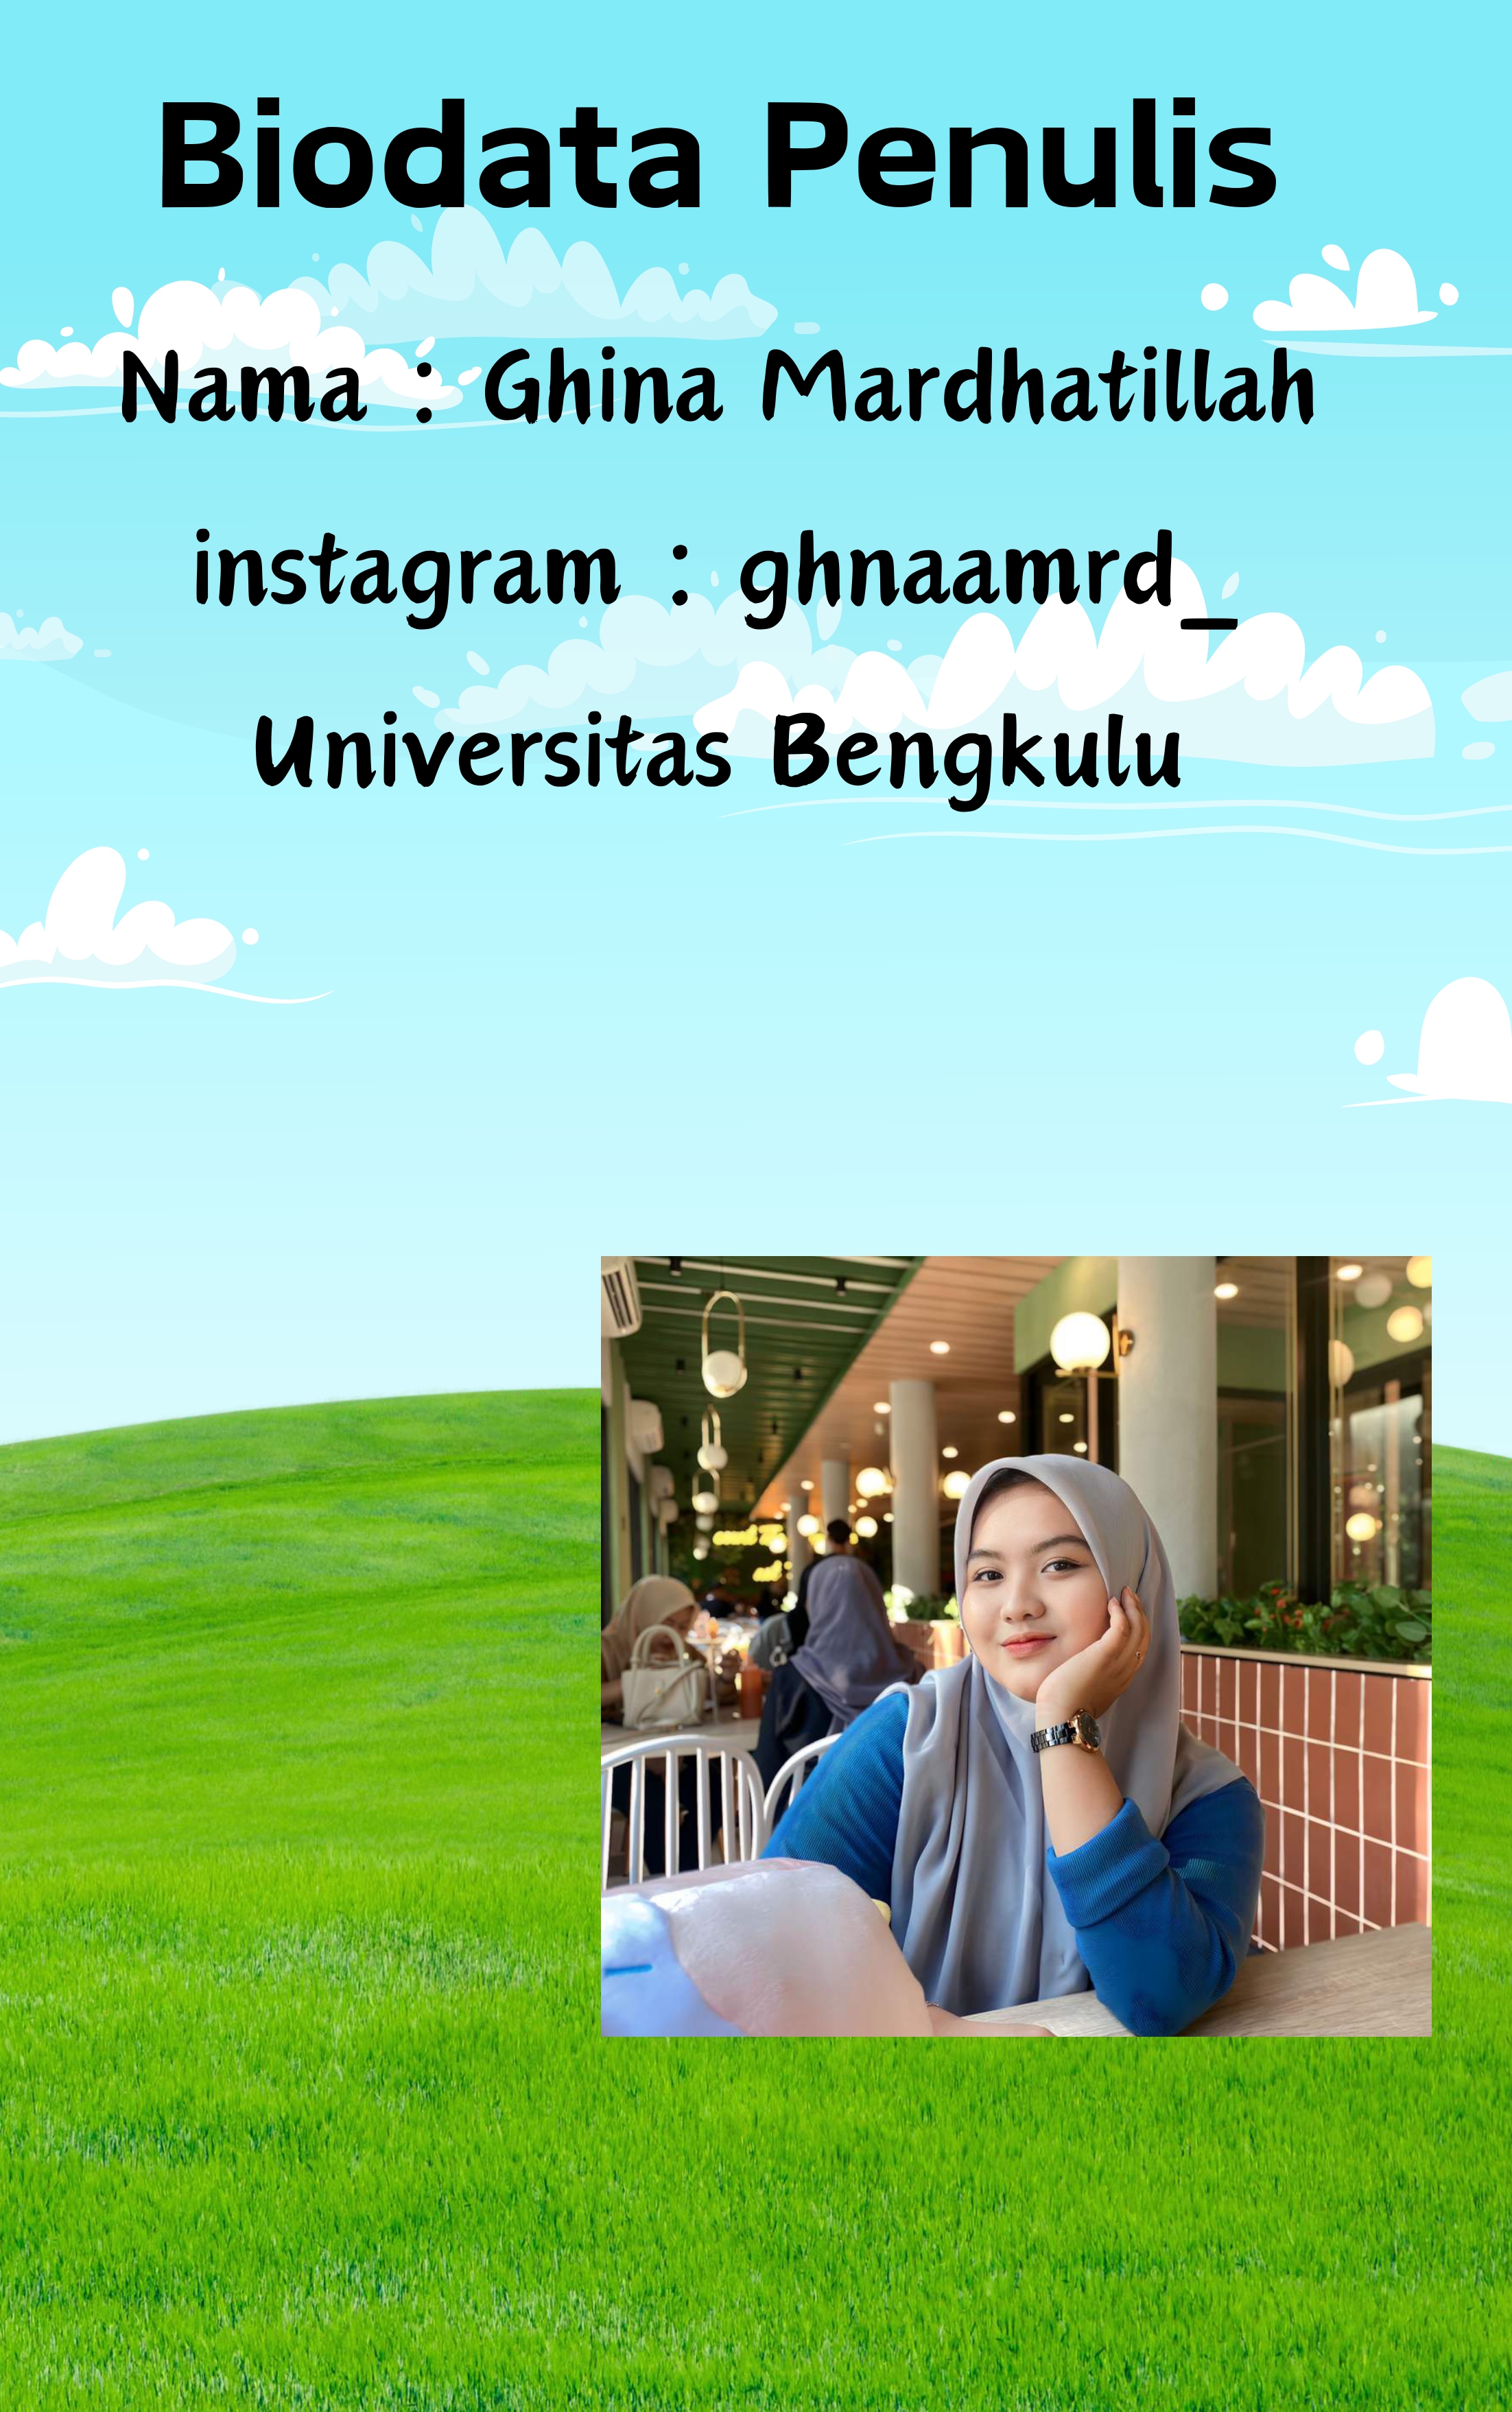 Biodata Penulis
Nama : Ghina Mardhatillah
instagram : ghnaamrd_
Universitas Bengkulu